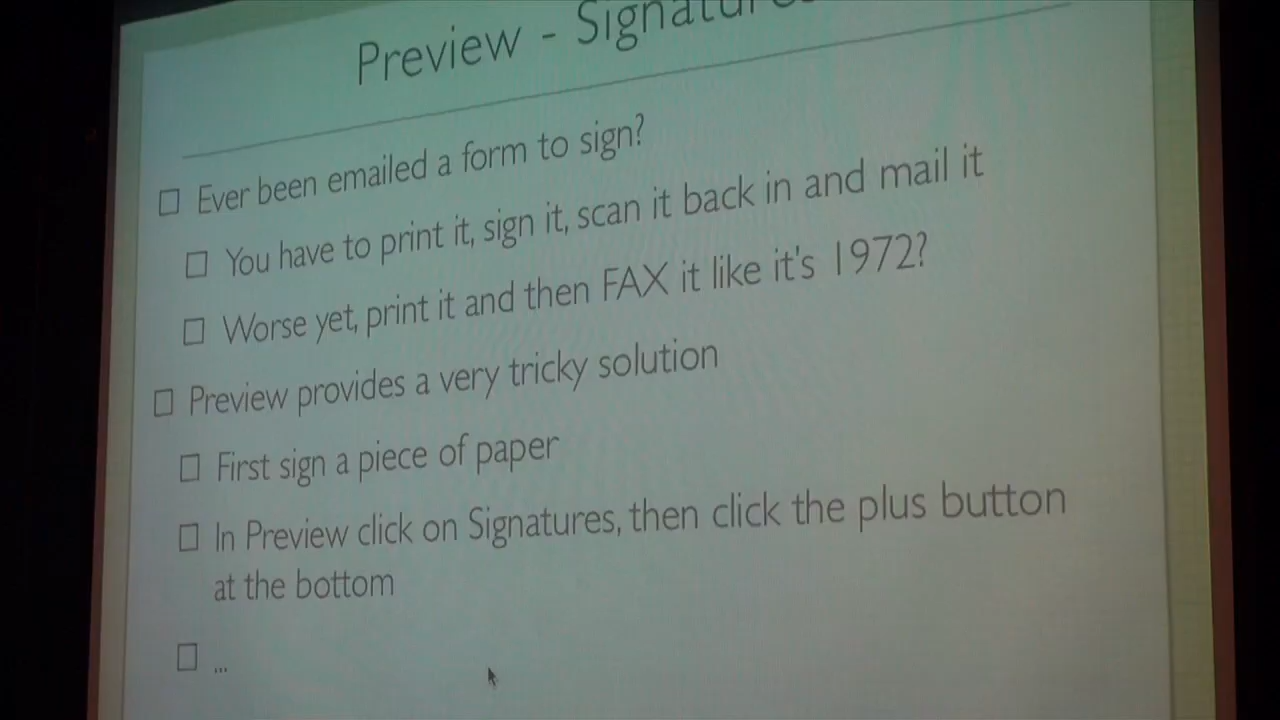 Preview - Signatures
Ever been emailed a form to sign?
You have to print it, sign it, scan it back in and mail it
Worse yet, print it and then FAX it like it's 1972?
Preview provides a very tricky solution
First sign a piece of paper
In Preview click on Signatures, then click the plus button
at the bottom
...